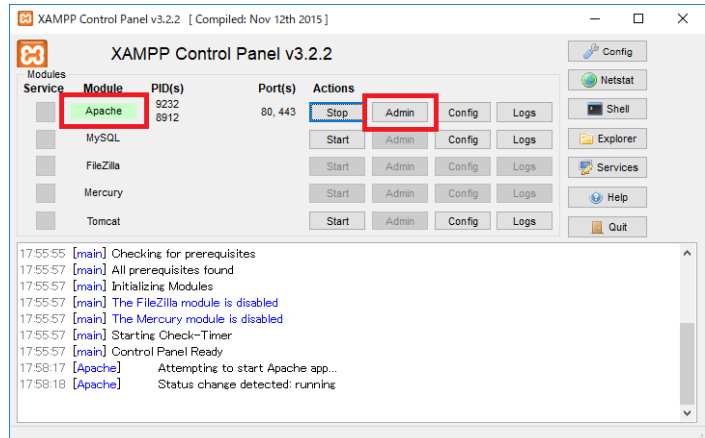 XAMPP Control Panel v3.2.2 [ Compiled: Nov 12th 2015 ]
XAMPP Control Panel v3.2.2
Config
Modules
Service Module PID(s) Port(s) Actions
Netstat
Apache 9232 8912 80, 443 Stop Admin Config Logs
Shell
MySQL Start Admin Config Logs
Explorer
FileZilla Start Admin Config Logs
Services
Mercury Start Admin Config Logs
Help
Tomcat Start Admin Config Logs
Quit
17:55:55 [main] Checking for prerequisites
17:55:57 [main] All prerequisites found
17:55:57 [main] Initializing Modules
17:55:57 [main] The FileZilla module is disabled
17:55:57 [main] The Mercury module is disabled
17:55:57 [main] Starting Check-Timer
17:55:57 [main] Control Panel Ready
17:58:17 [Apache] Attempting to start Apache app...
17:58:18 [Apache] Status change detected: running